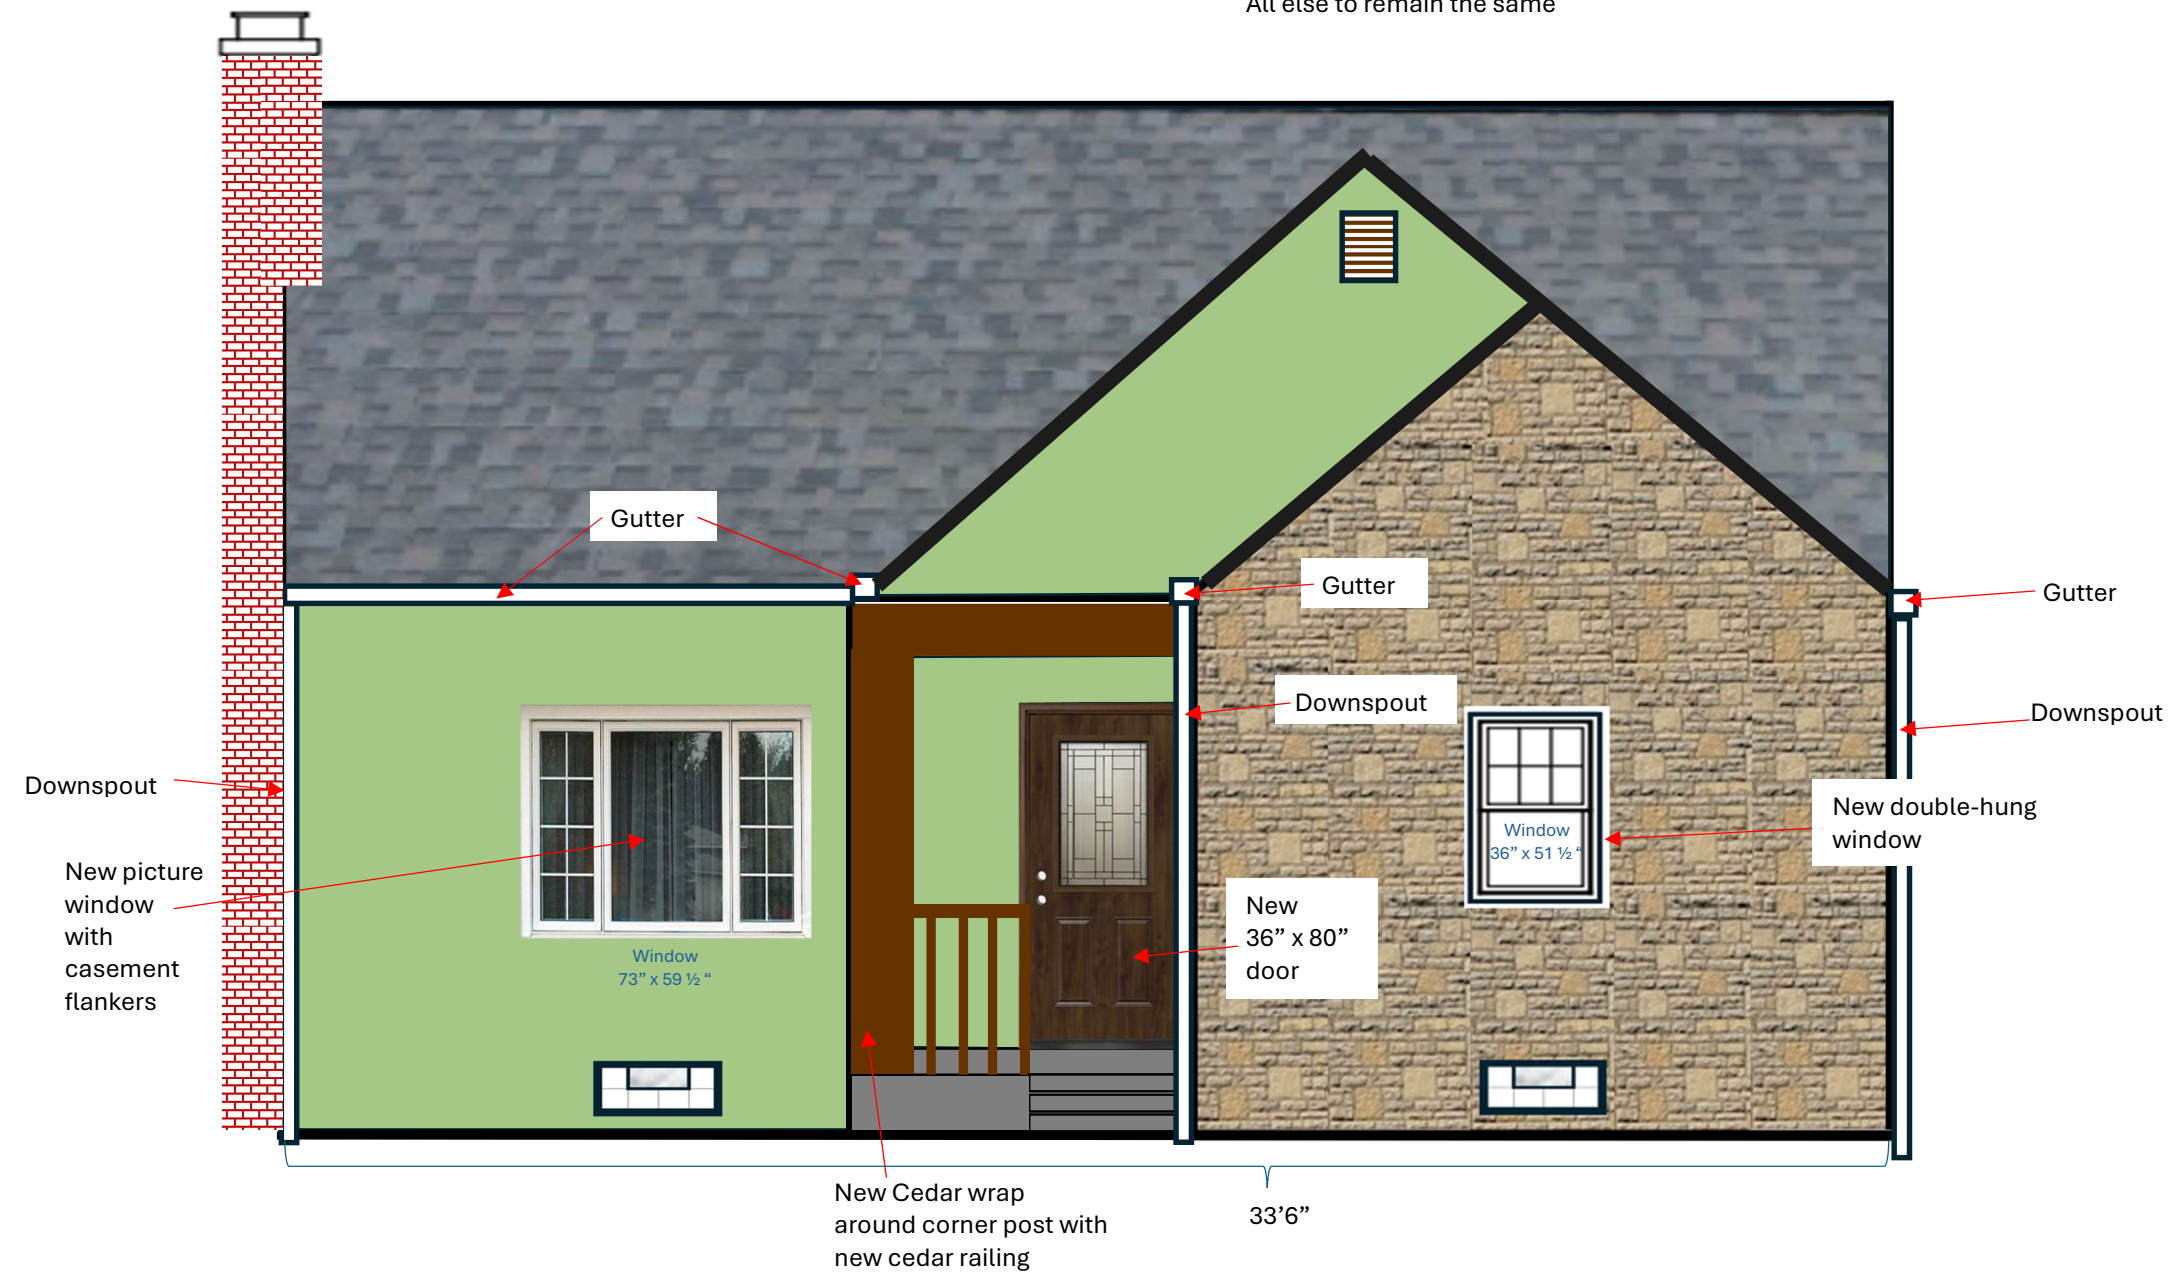 All else to remain the same
Gutter
Gutter
Gutter
Downspout
Downspout
Downspout
New double-hung
window
Window
36” x 51 ½ “
New picture
window
with
casement
flankers
New
36” x 80”
door
Window
73” x 59 ½ “
New Cedar wrap
around corner post with
new cedar railing
33’6”